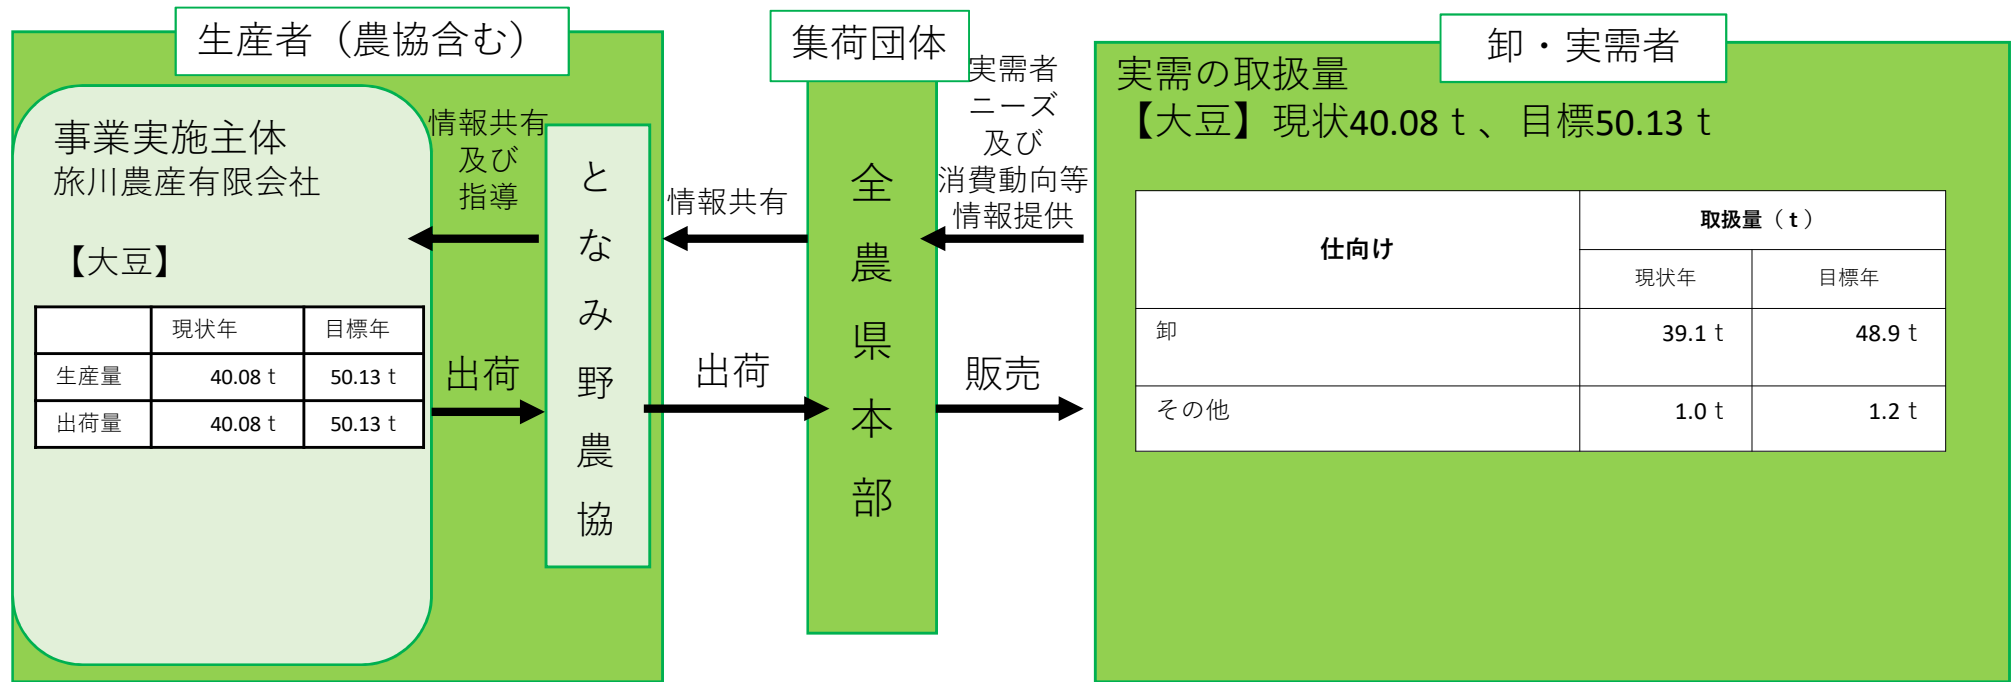 生産者（農協含む）
事業実施主体
旅川農産有限会社
【大豆】
現状年 目標年
生産量 40.08ｔ 50.13ｔ
出荷量 40.08ｔ 50.13ｔ
情報共有
及び
指導
出荷
となみ野農協
情報共有
出荷
集荷団体
全農県本部
実需者
ニーズ
及び
消費動向等
情報提供
販売
卸・実需者
実需の取扱量
【大豆】現状40.08ｔ、目標50.13ｔ
仕向け 取扱量（ｔ）
現状年 目標年
卸 39.1ｔ 48.9ｔ
その他 1.0ｔ 1.2ｔ